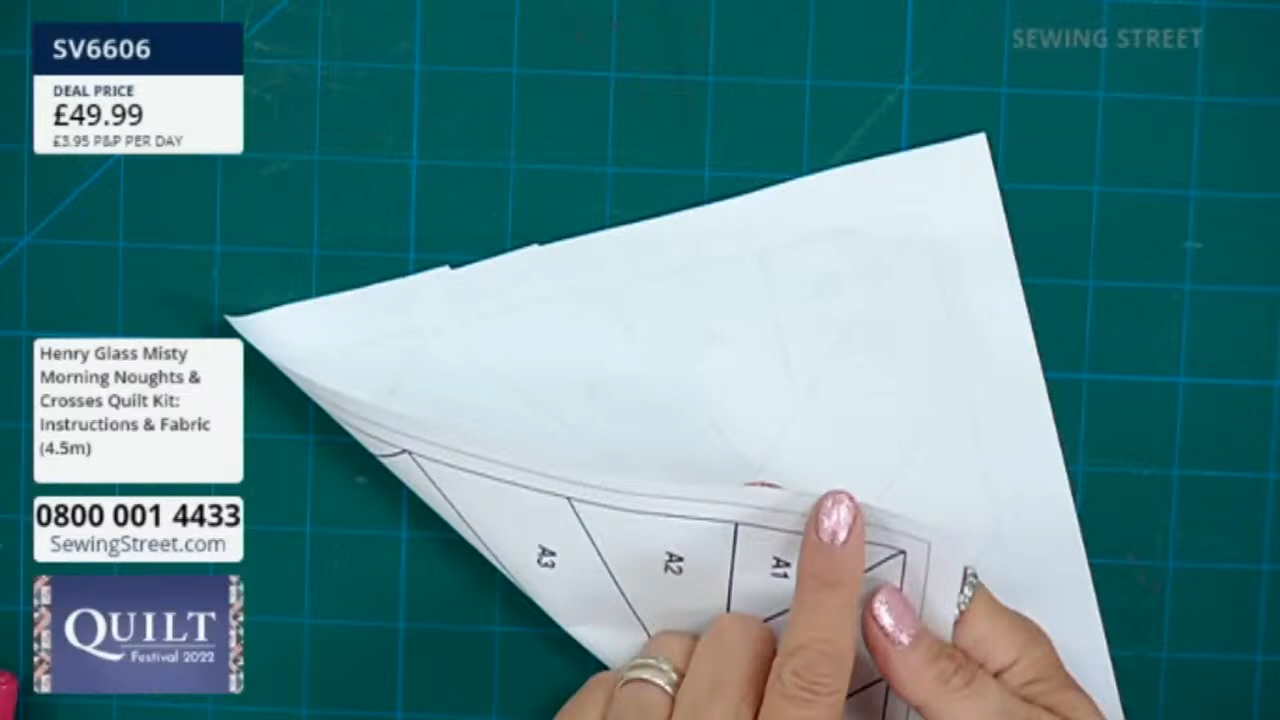 SV6606
DEAL PRICE
£49.99
£3.95 P&P PER DAY
SEWING STREET
Henry Glass Misty
Morning Noughts &
Crosses Quilt Kit:
Instructions & Fabric
(4.5m)
0800 001 4433
SewingStreet.com
QUILT
Festival 2022
A3
A2
A1